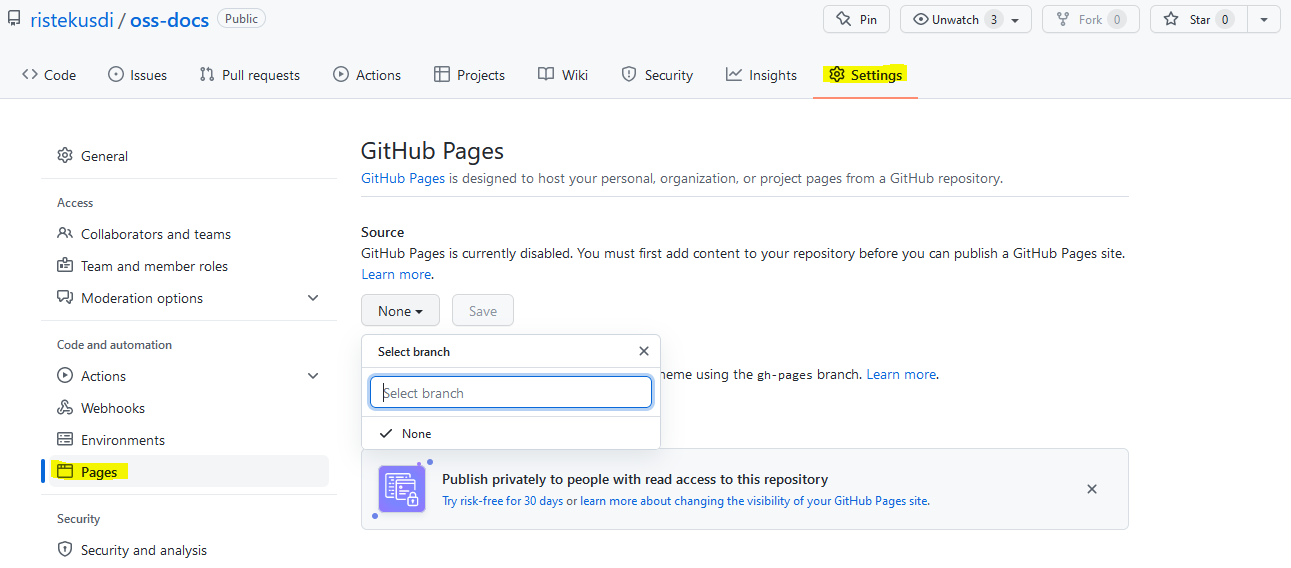 ristekusdi / oss-docs Public
Pin
Unwatch 3
Fork 0
Star 0
Code
Issues
Pull requests
Actions
Projects
Wiki
Security
Insights
Settings
General
Access
Collaborators and teams
Team and member roles
Moderation options
Code and automation
Actions
Webhooks
Environments
Pages
Security
Security and analysis
GitHub Pages
GitHub Pages is designed to host your personal, organization, or project pages from a GitHub repository.
Source
GitHub Pages is currently disabled. You must first add content to your repository before you can publish a GitHub Pages site.
Learn more.
None
Save
Select branch
Select branch
None
heme using the gh-pages branch. Learn more.
Publish privately to people with read access to this repository
Try risk-free for 30 days or learn more about changing the visibility of your GitHub Pages site.